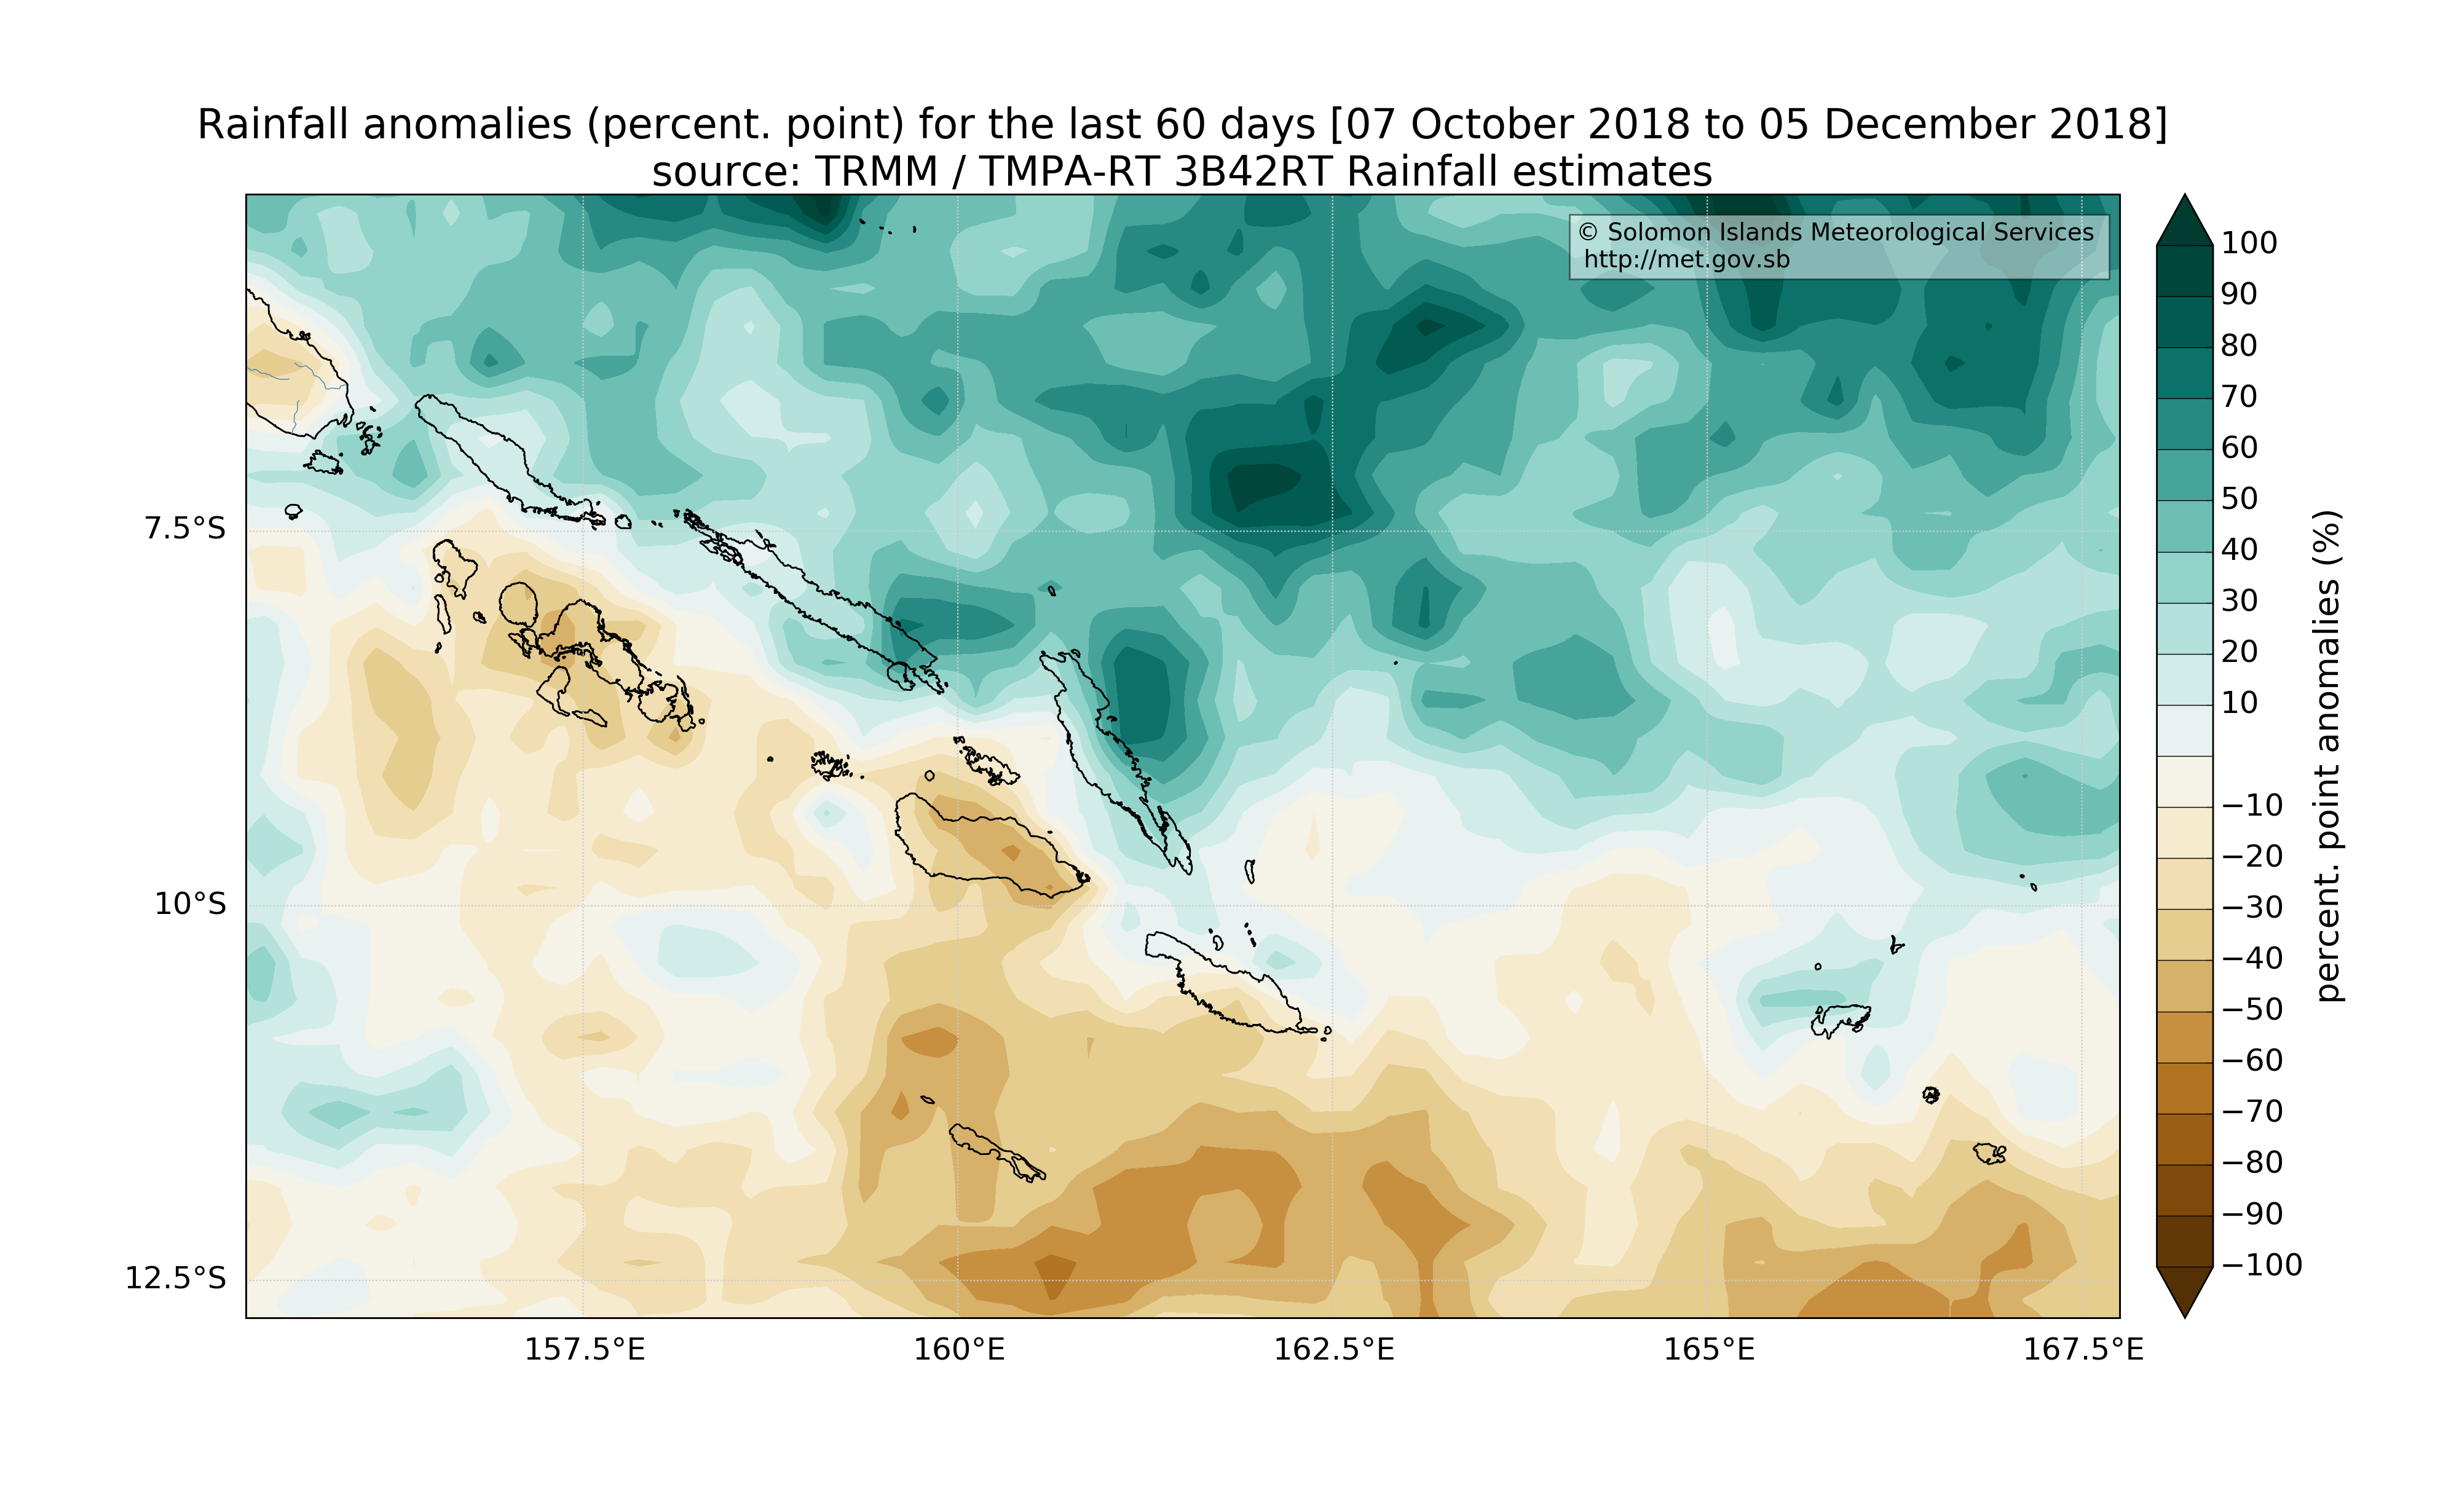 Rainfall anomalies (percent. point) for the last 60 days [07 October 2018 to 05 December 2018]
source: TRMM / TMPA-RT 3B42RT Rainfall estimates
© Solomon Islands Meteorological Services
http://met.gov.sb
7.5°S
10°S
12.5°S
157.5°E
160°E
162.5°E
165°E
167.5°E
100
90
80
70
60
50
40
30
20
10
−10
−20
−30
−40
−50
−60
−70
−80
−90
−100
percent. point anomalies (%)